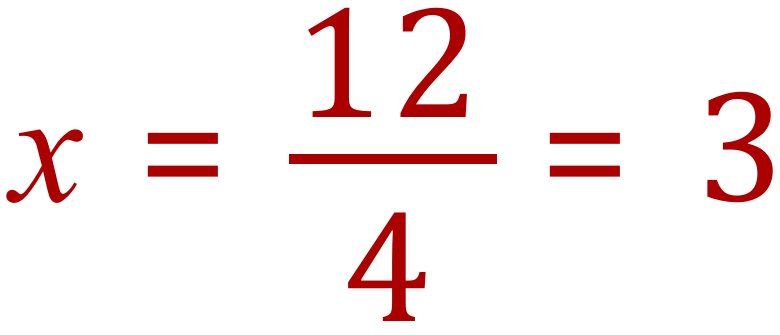 x = 12/4 = 3